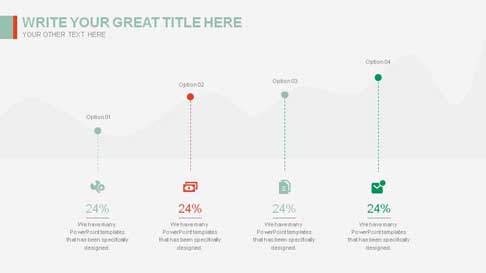 WRITE YOUR GREAT TITLE HERE
YOUR OTHER TEXT HERE
Option 01
Option 02
Option 03
Option 04
24%
We have many
PowerPoint templates
that has been specifically
designed.
24%
We have many
PowerPoint templates
that has been specifically
designed.
24%
We have many
PowerPoint templates
that has been specifically
designed.
24%
We have many
PowerPoint templates
that has been specifically
designed.